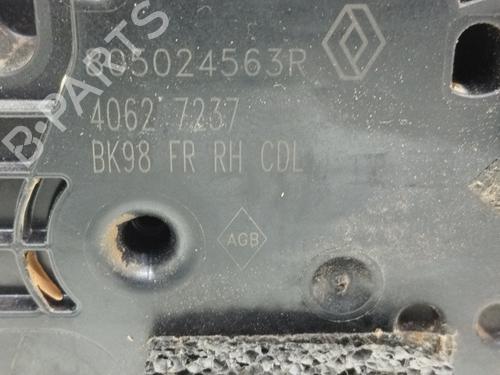 805024563R
4062 7237
BK98 FR RH CDL
AGB
B-PARTS